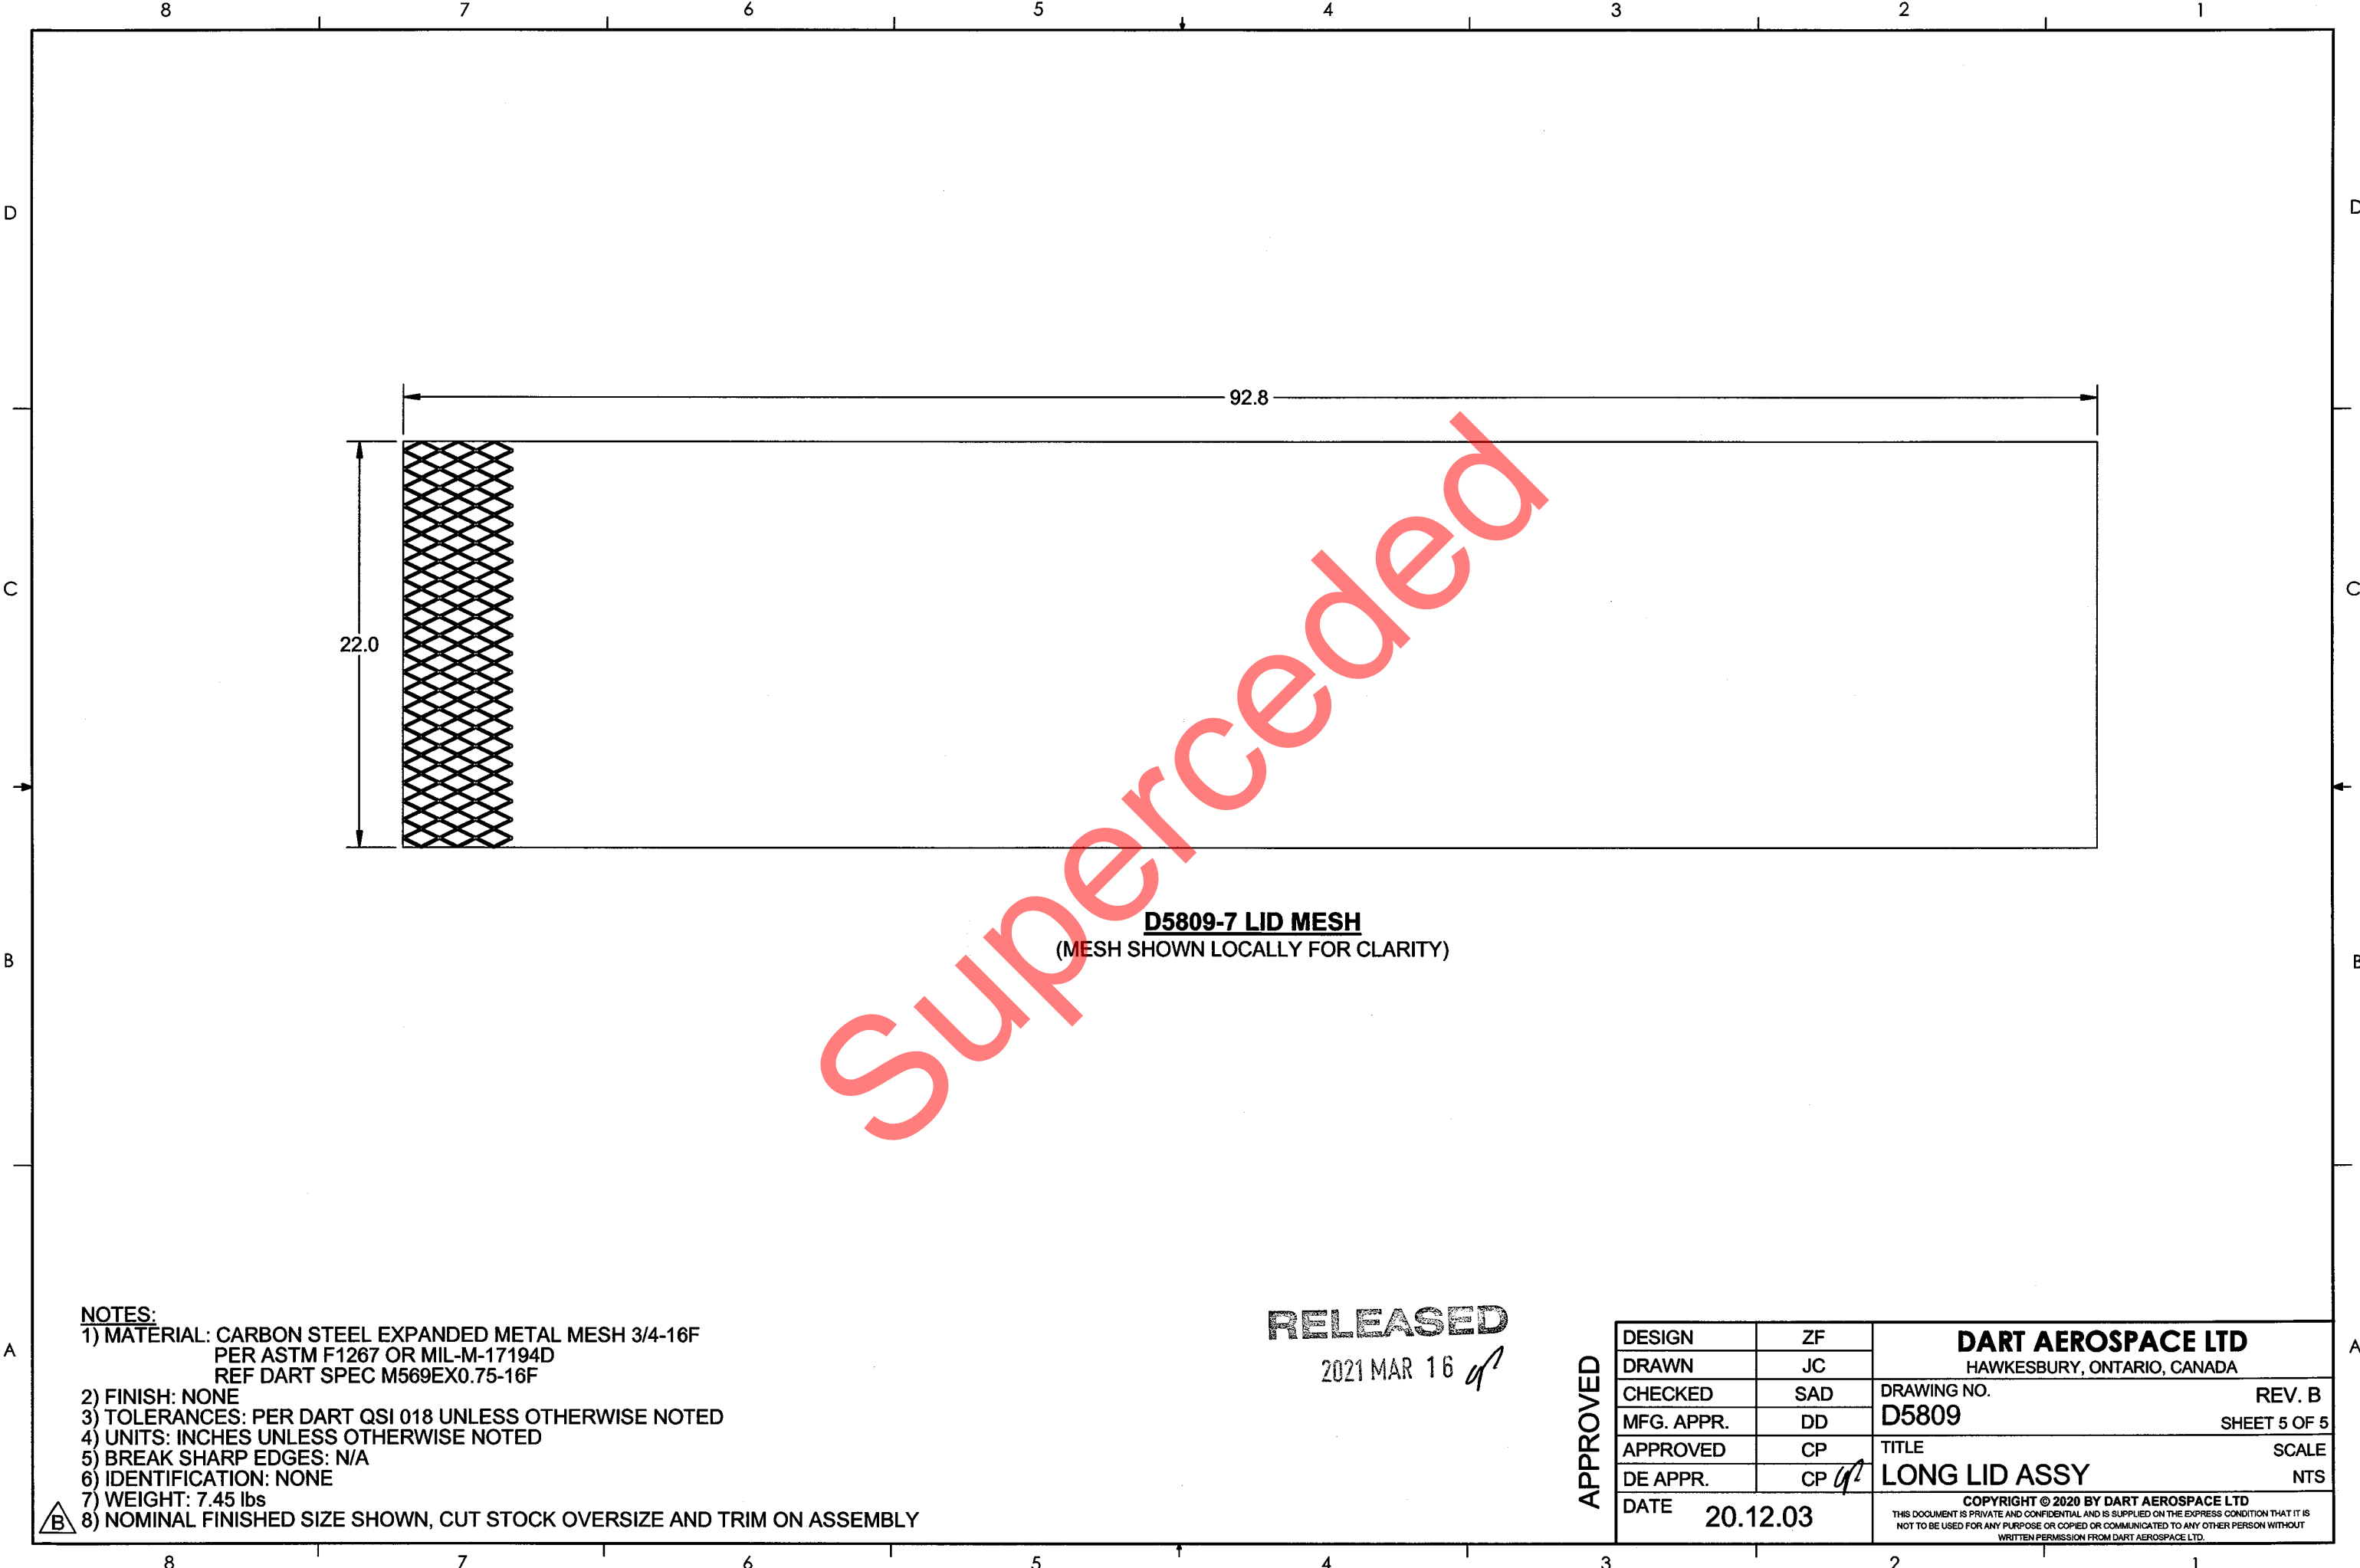 8 7 6 5 4 3 2 1
D D
92.8
C C
22.0
Superceded
D5809-7 LID MESH
(MESH SHOWN LOCALLY FOR CLARITY)
B B
NOTES:
1) MATERIAL: CARBON STEEL EXPANDED METAL MESH 3/4-16F
PER ASTM F1267 OR MIL-M-17194D
REF DART SPEC M569EX0.75-16F
2) FINISH: NONE
3) TOLERANCES: PER DART QSI 018 UNLESS OTHERWISE NOTED
4) UNITS: INCHES UNLESS OTHERWISE NOTED
5) BREAK SHARP EDGES: N/A
6) IDENTIFICATION: NONE
7) WEIGHT: 7.45 lbs
B 8) NOMINAL FINISHED SIZE SHOWN, CUT STOCK OVERSIZE AND TRIM ON ASSEMBLY
A A
RELEASED
2021 MAR 16
APPROVED
DESIGN ZF
DRAWN JC
CHECKED SAD
MFG. APPR. DD
APPROVED CP
DE APPR. CP
DATE 20.12.03
DART AEROSPACE LTD
HAWKESBURY, ONTARIO, CANADA
DRAWING NO. REV. B
D5809 SHEET 5 OF 5
TITLE SCALE
LONG LID ASSY NTS
COPYRIGHT © 2020 BY DART AEROSPACE LTD
THIS DOCUMENT IS PRIVATE AND CONFIDENTIAL AND IS SUPPLIED ON THE EXPRESS CONDITION THAT IT IS
NOT TO BE USED FOR ANY PURPOSE OR COPIED OR COMMUNICATED TO ANY OTHER PERSON WITHOUT
WRITTEN PERMISSION FROM DART AEROSPACE LTD.
8 7 6 5 4 3 2 1